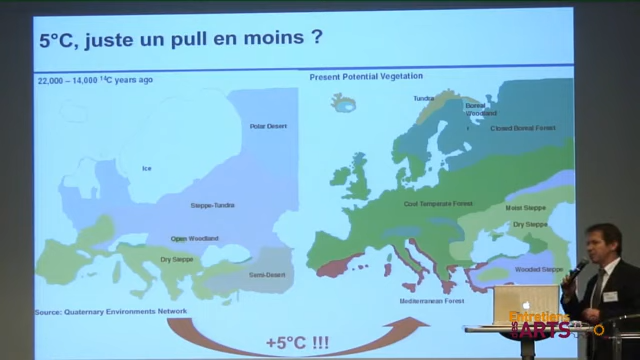 5°C, juste un pull en moins ?
22,000 – 14,000 ¹⁴C years ago
Present Potential Vegetation
Tundra
Boreal
Woodland
Polar Desert
Closed Boreal Forest
Ice
Steppe-Tundra
Cool Temperate Forest
Moist Steppe
Open Woodland
Dry Steppe
Dry Steppe
Semi-Desert
Wooded Steppe
Mediterranean Forest
Source: Quaternary Environments Network
+5°C !!!
Entretiens
ARTS